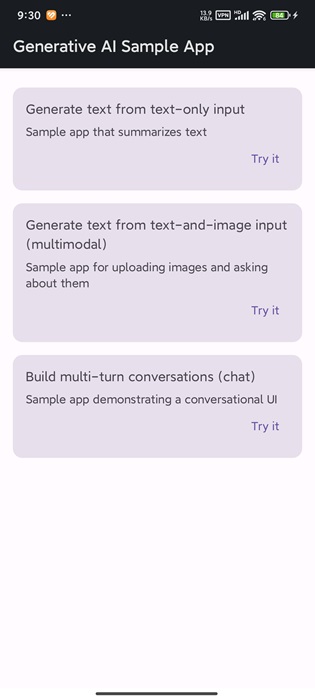 9:30 ... 13.9 KB/s VPN HD 84
Generative AI Sample App
Generate text from text-only input
Sample app that summarizes text
Try it
Generate text from text-and-image input
(multimodal)
Sample app for uploading images and asking
about them
Try it
Build multi-turn conversations (chat)
Sample app demonstrating a conversational UI
Try it